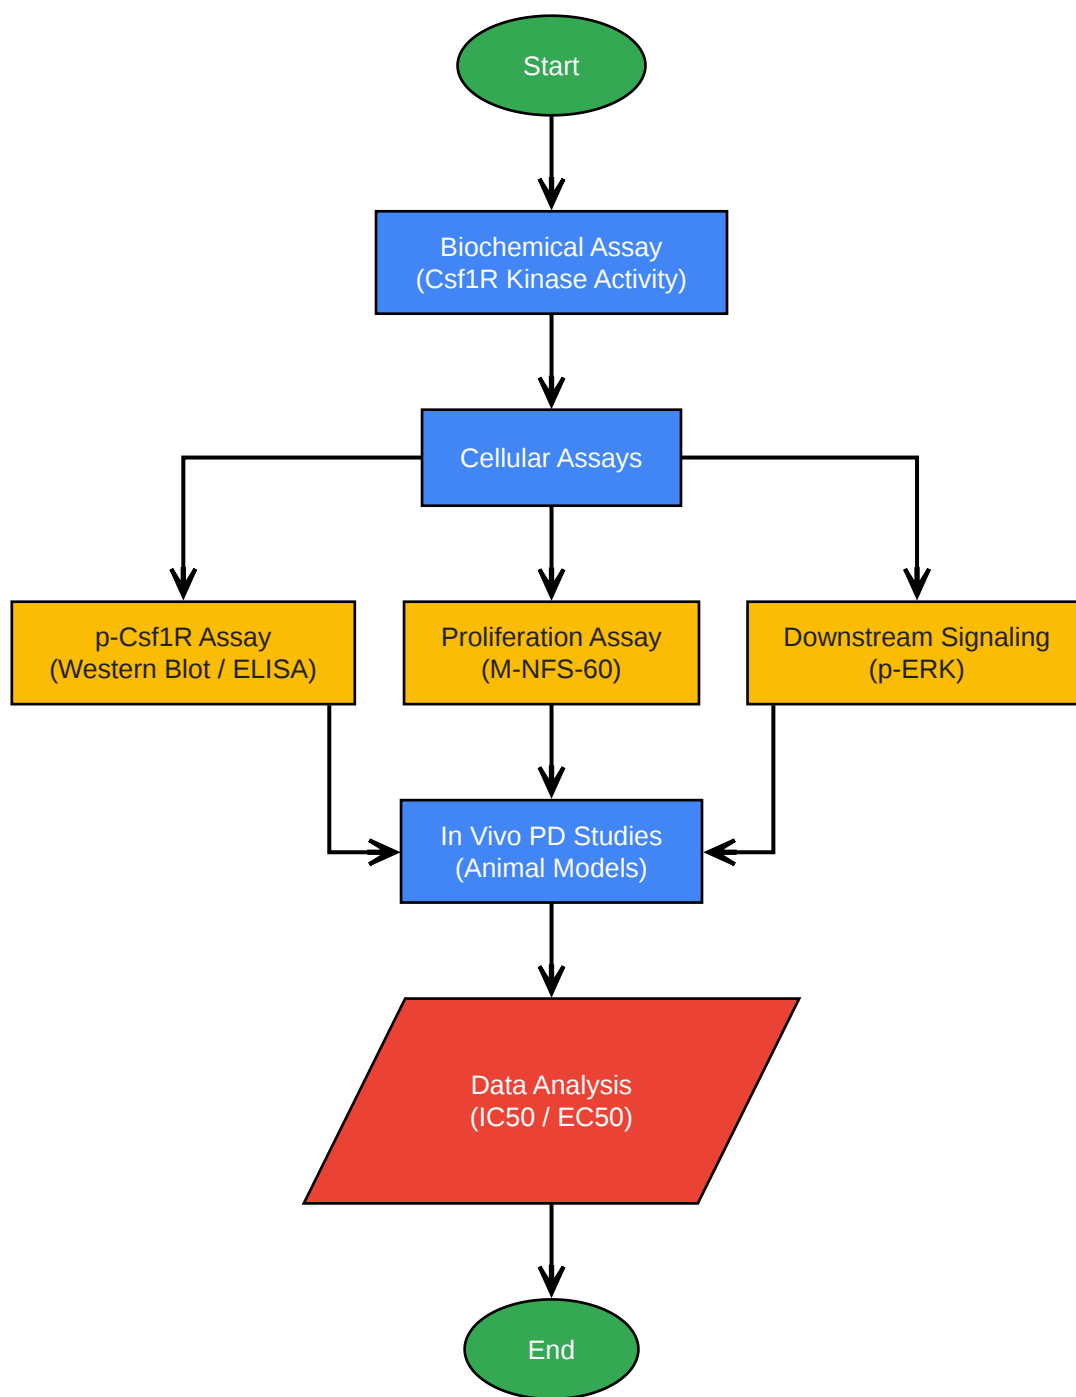 Start
Biochemical Assay
(Csf1R Kinase Activity)
Cellular Assays
p-Csf1R Assay
(Western Blot / ELISA)
Proliferation Assay
(M-NFS-60)
Downstream Signaling
(p-ERK)
In Vivo PD Studies
(Animal Models)
Data Analysis
(IC50 / EC50)
End